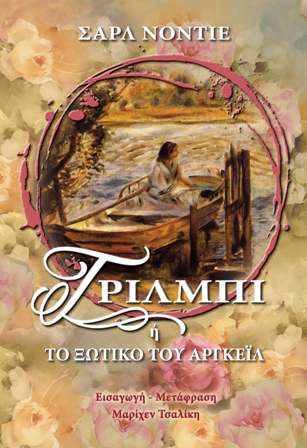 ΣΑΡΛ ΝΟΝΤΙΕ
ΤΡΙΛΜΠΙ
ή
ΤΟ ΞΩΤΙΚΟ ΤΟΥ ΑΡΓΚΕΪΛ
Εισαγωγή - Μετάφραση
Μαρίχεν Τσαλίκη